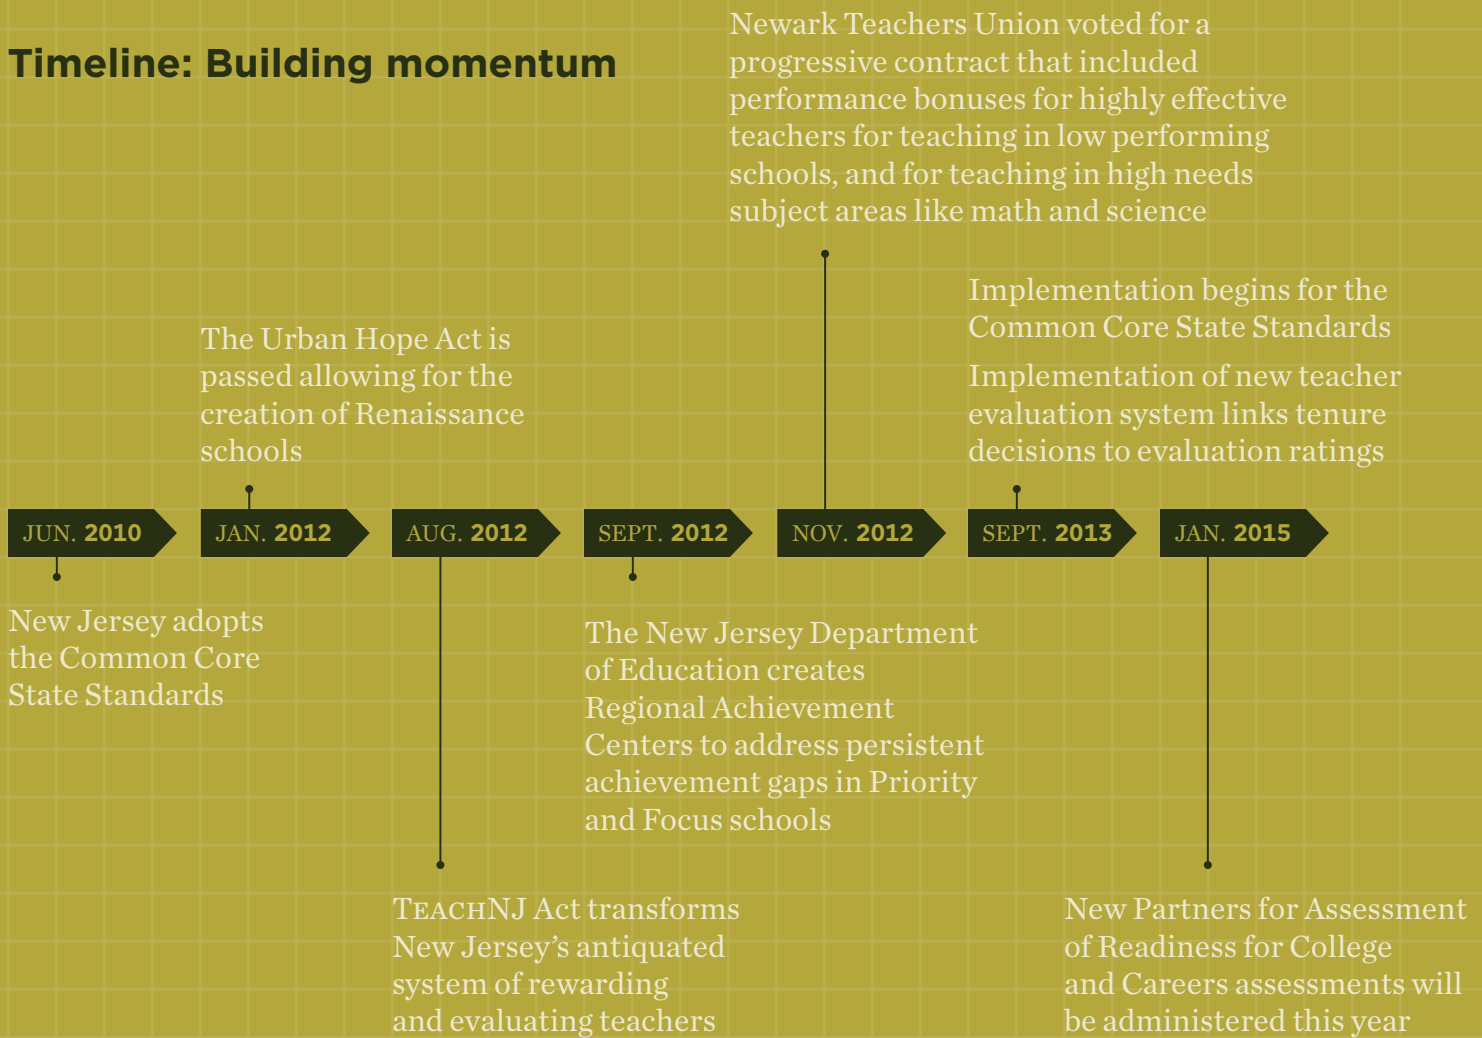 Timeline: Building momentum
Newark Teachers Union voted for a
progressive contract that included
performance bonuses for highly effective
teachers for teaching in low performing
schools, and for teaching in high needs
subject areas like math and science
Implementation begins for the
Common Core State Standards
Implementation of new teacher
evaluation system links tenure
decisions to evaluation ratings
The Urban Hope Act is
passed allowing for the
creation of Renaissance
schools
JUN. 2010
JAN. 2012
AUG. 2012
SEPT. 2012
NOV. 2012
SEPT. 2013
JAN. 2015
New Jersey adopts
the Common Core
State Standards
The New Jersey Department
of Education creates
Regional Achievement
Centers to address persistent
achievement gaps in Priority
and Focus schools
TEACHNJ Act transforms
New Jersey’s antiquated
system of rewarding
and evaluating teachers
New Partners for Assessment
of Readiness for College
and Careers assessments will
be administered this year